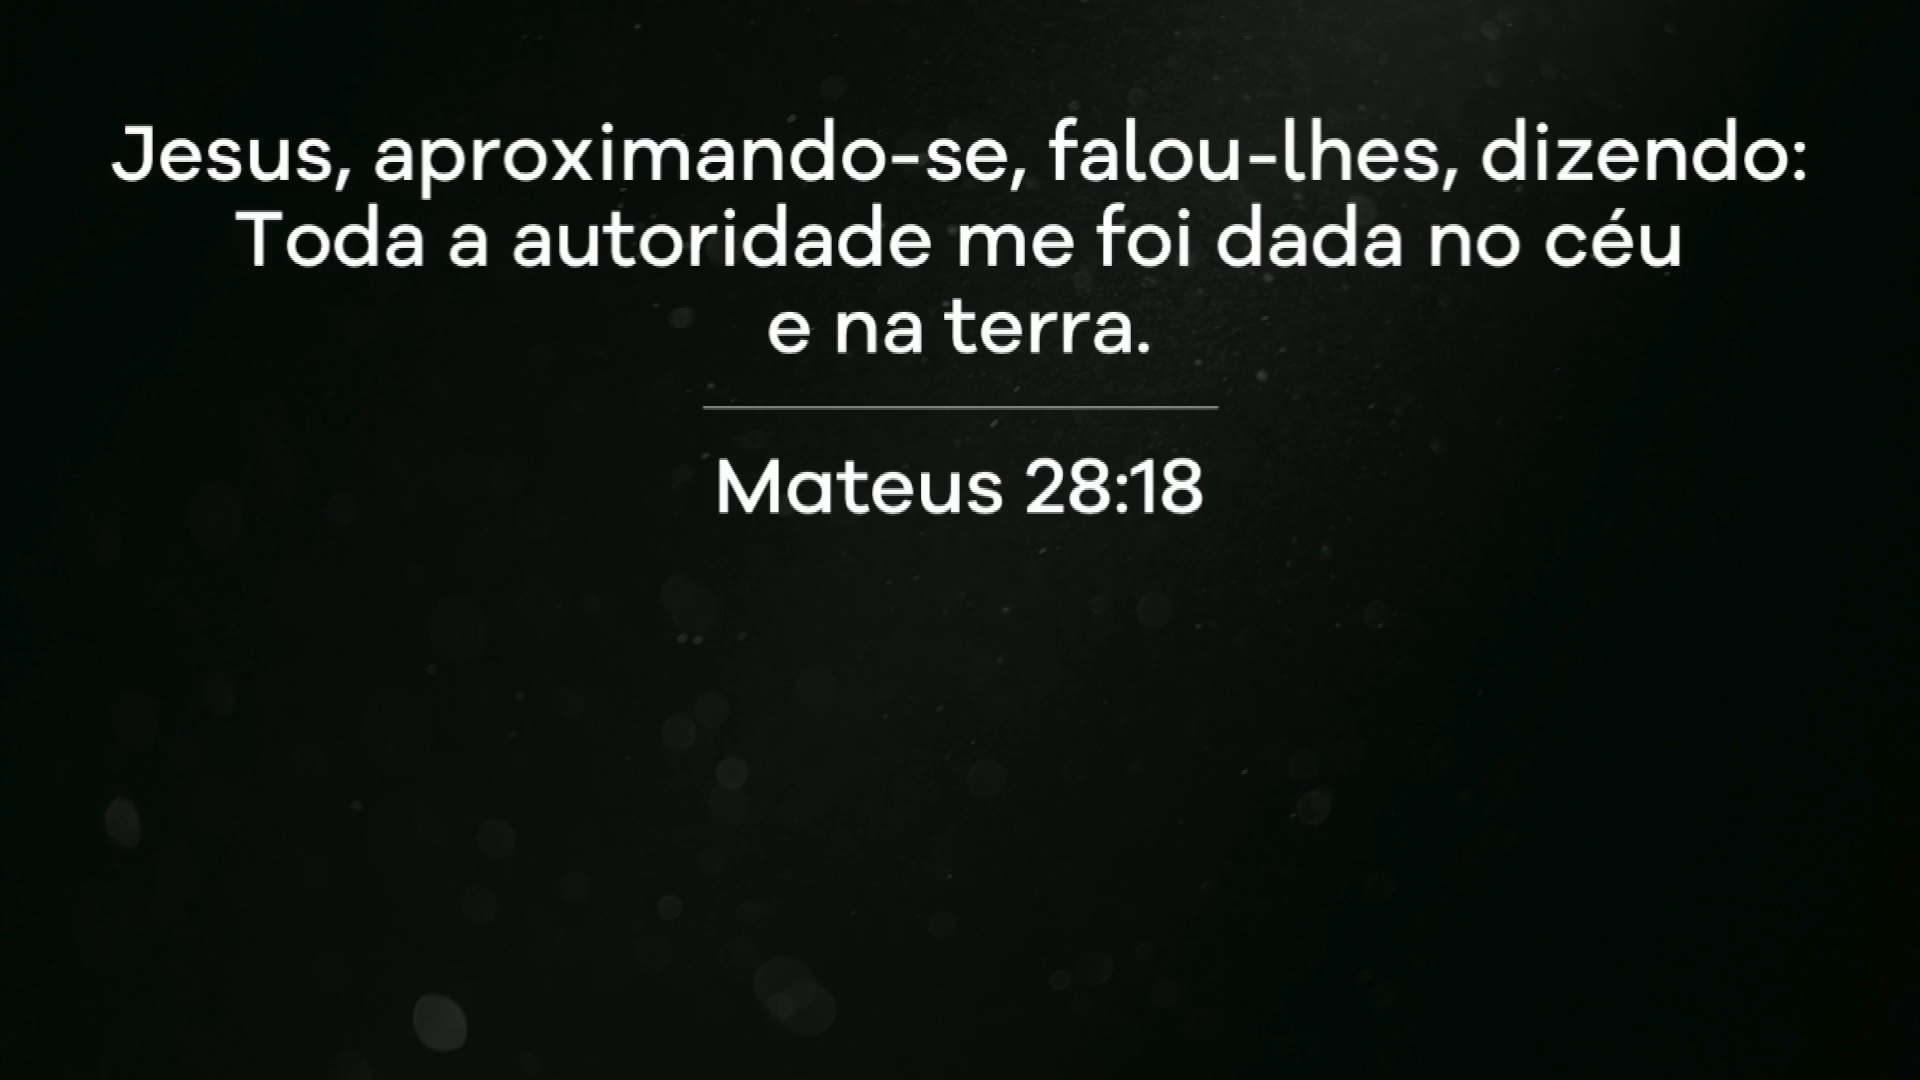 Jesus, aproximando-se, falou-lhes, dizendo:
Toda a autoridade me foi dada no céu
e na terra.
Mateus 28:18